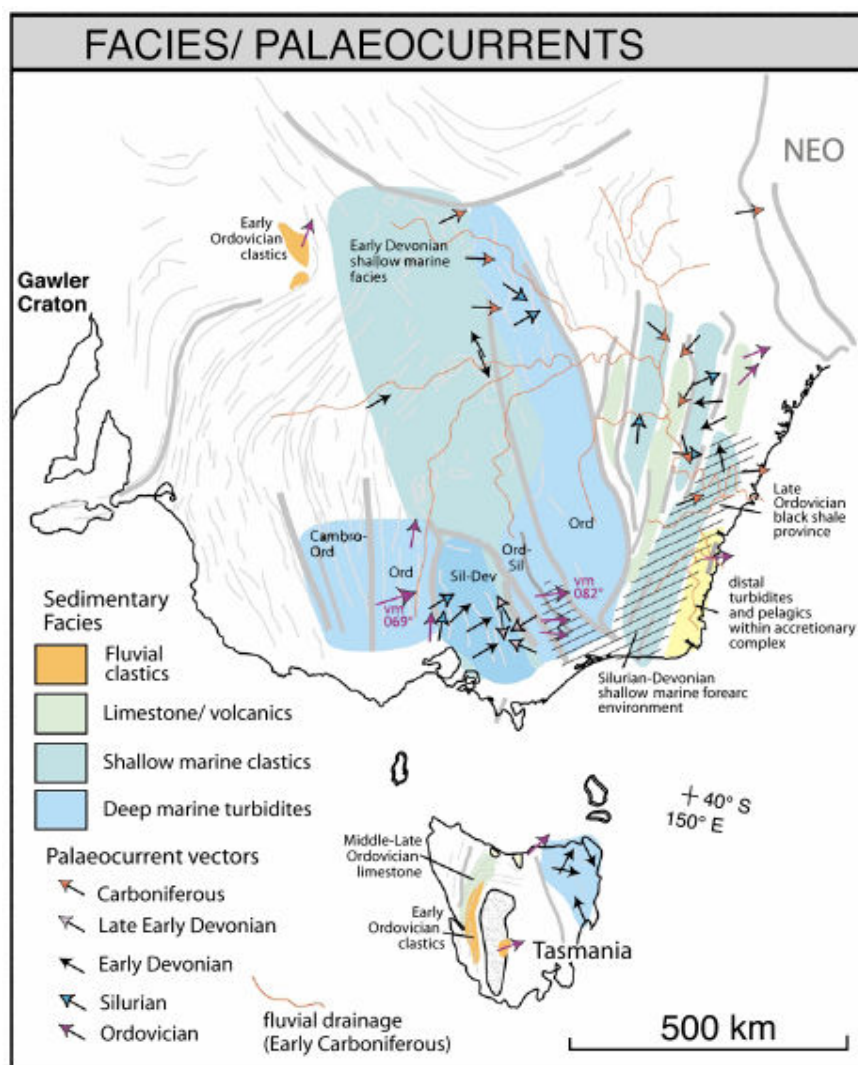 FACIES/ PALAEOCURRENTS
NEO
Early
Ordovician
clastics
Early Devonian
shallow marine
facies
Gawler
Craton
Cambro-
Ord
Ord
vm
069°
Sil-Dev
Ord-
Sil
Ord
vm
082°
Late
Ordovician
black shale
province
distal
turbidites
and pelagics
within accretionary
complex
Silurian-Devonian
shallow marine forearc
environment
Sedimentary
Facies
Fluvial
clastics
Limestone/ volcanics
Shallow marine clastics
Deep marine turbidites
Palaeocurrent vectors
Carboniferous
Late Early Devonian
Early Devonian
Silurian
Ordovician
fluvial drainage
(Early Carboniferous)
Middle-Late
Ordovician
limestone
Early
Ordovician
clastics
Tasmania
40° S
150° E
500 km